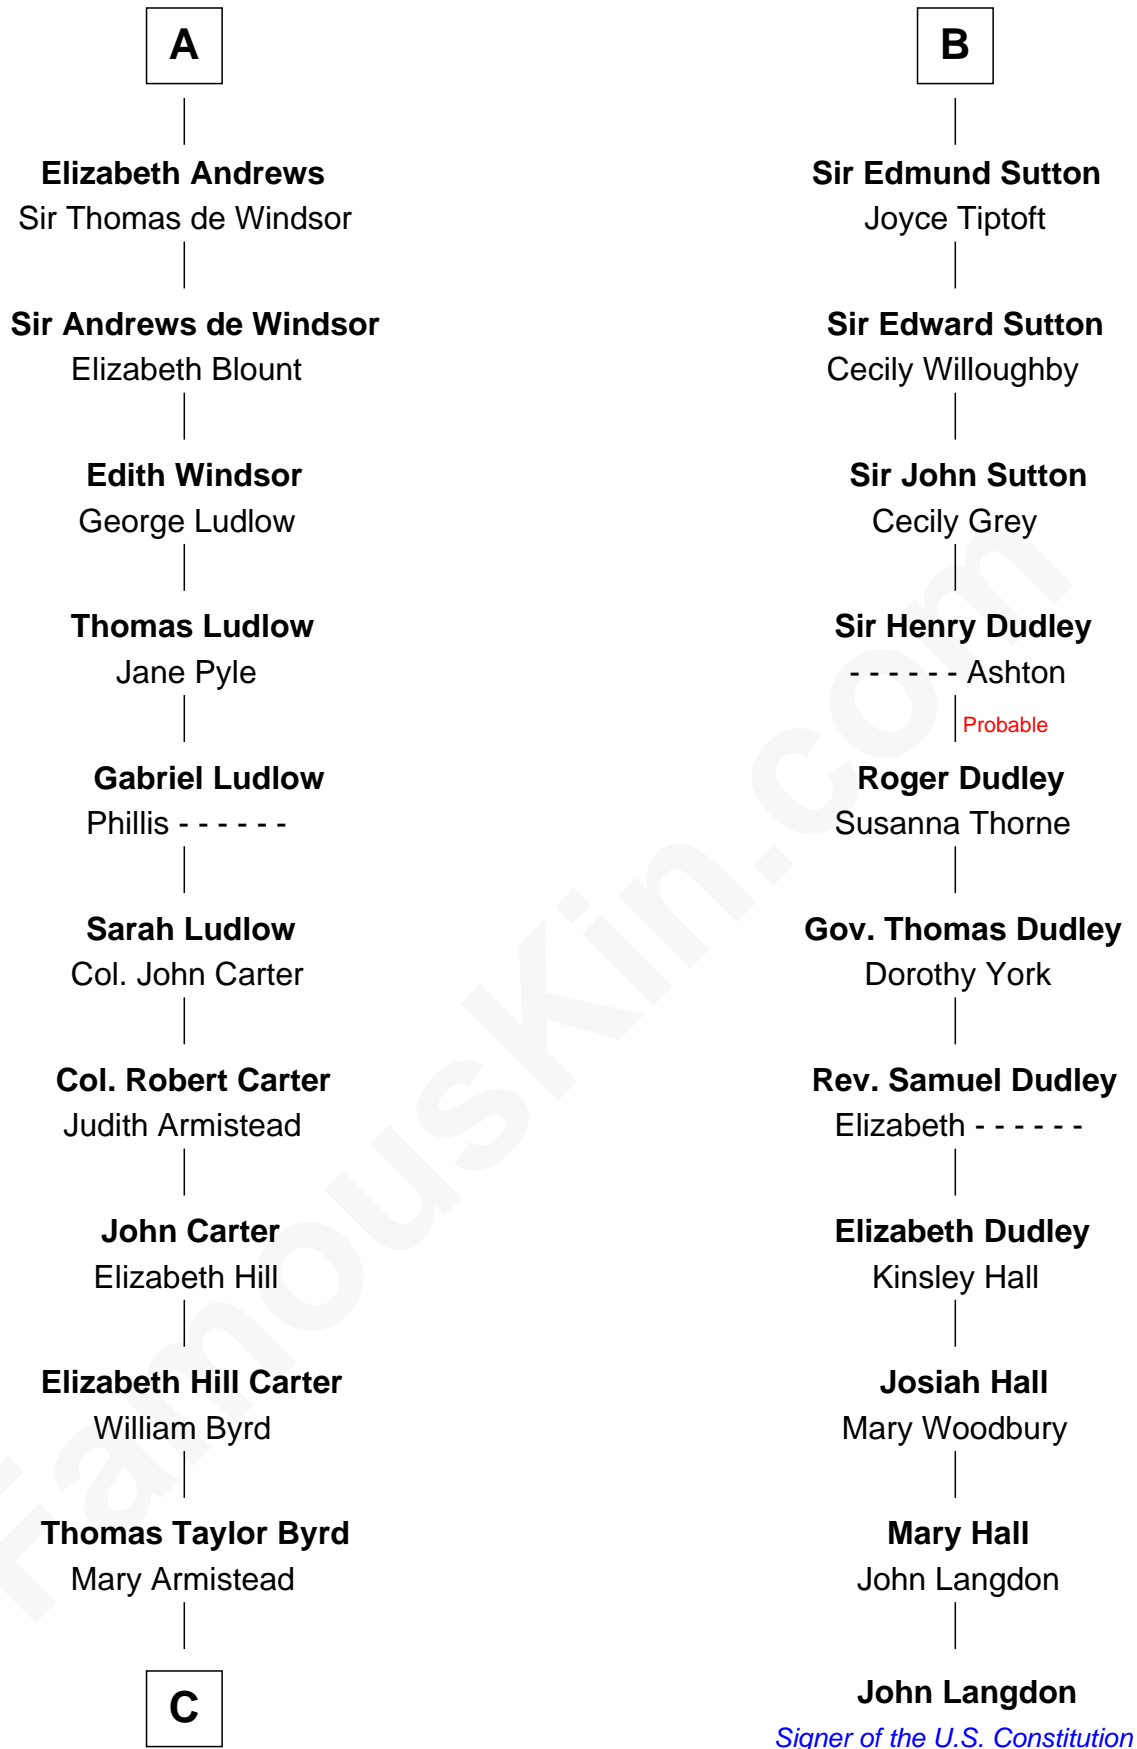 A
Elizabeth Andrews
Sir Thomas de Windsor
Sir Andrews de Windsor
Elizabeth Blount
Edith Windsor
George Ludlow
Thomas Ludlow
Jane Pyle
Gabriel Ludlow
Phillis - - - - - -
Sarah Ludlow
Col. John Carter
Col. Robert Carter
Judith Armistead
John Carter
Elizabeth Hill
Elizabeth Hill Carter
William Byrd
Thomas Taylor Byrd
Mary Armistead
C
B
Sir Edmund Sutton
Joyce Tiptoft
Sir Edward Sutton
Cecily Willoughby
Sir John Sutton
Cecily Grey
Sir Henry Dudley
- - - - - - Ashton
Probable
Roger Dudley
Susanna Thorne
Gov. Thomas Dudley
Dorothy York
Rev. Samuel Dudley
Elizabeth - - - - - -
Elizabeth Dudley
Kinsley Hall
Josiah Hall
Mary Woodbury
Mary Hall
John Langdon
John Langdon
Signer of the U.S. Constitution
FamousKin.com